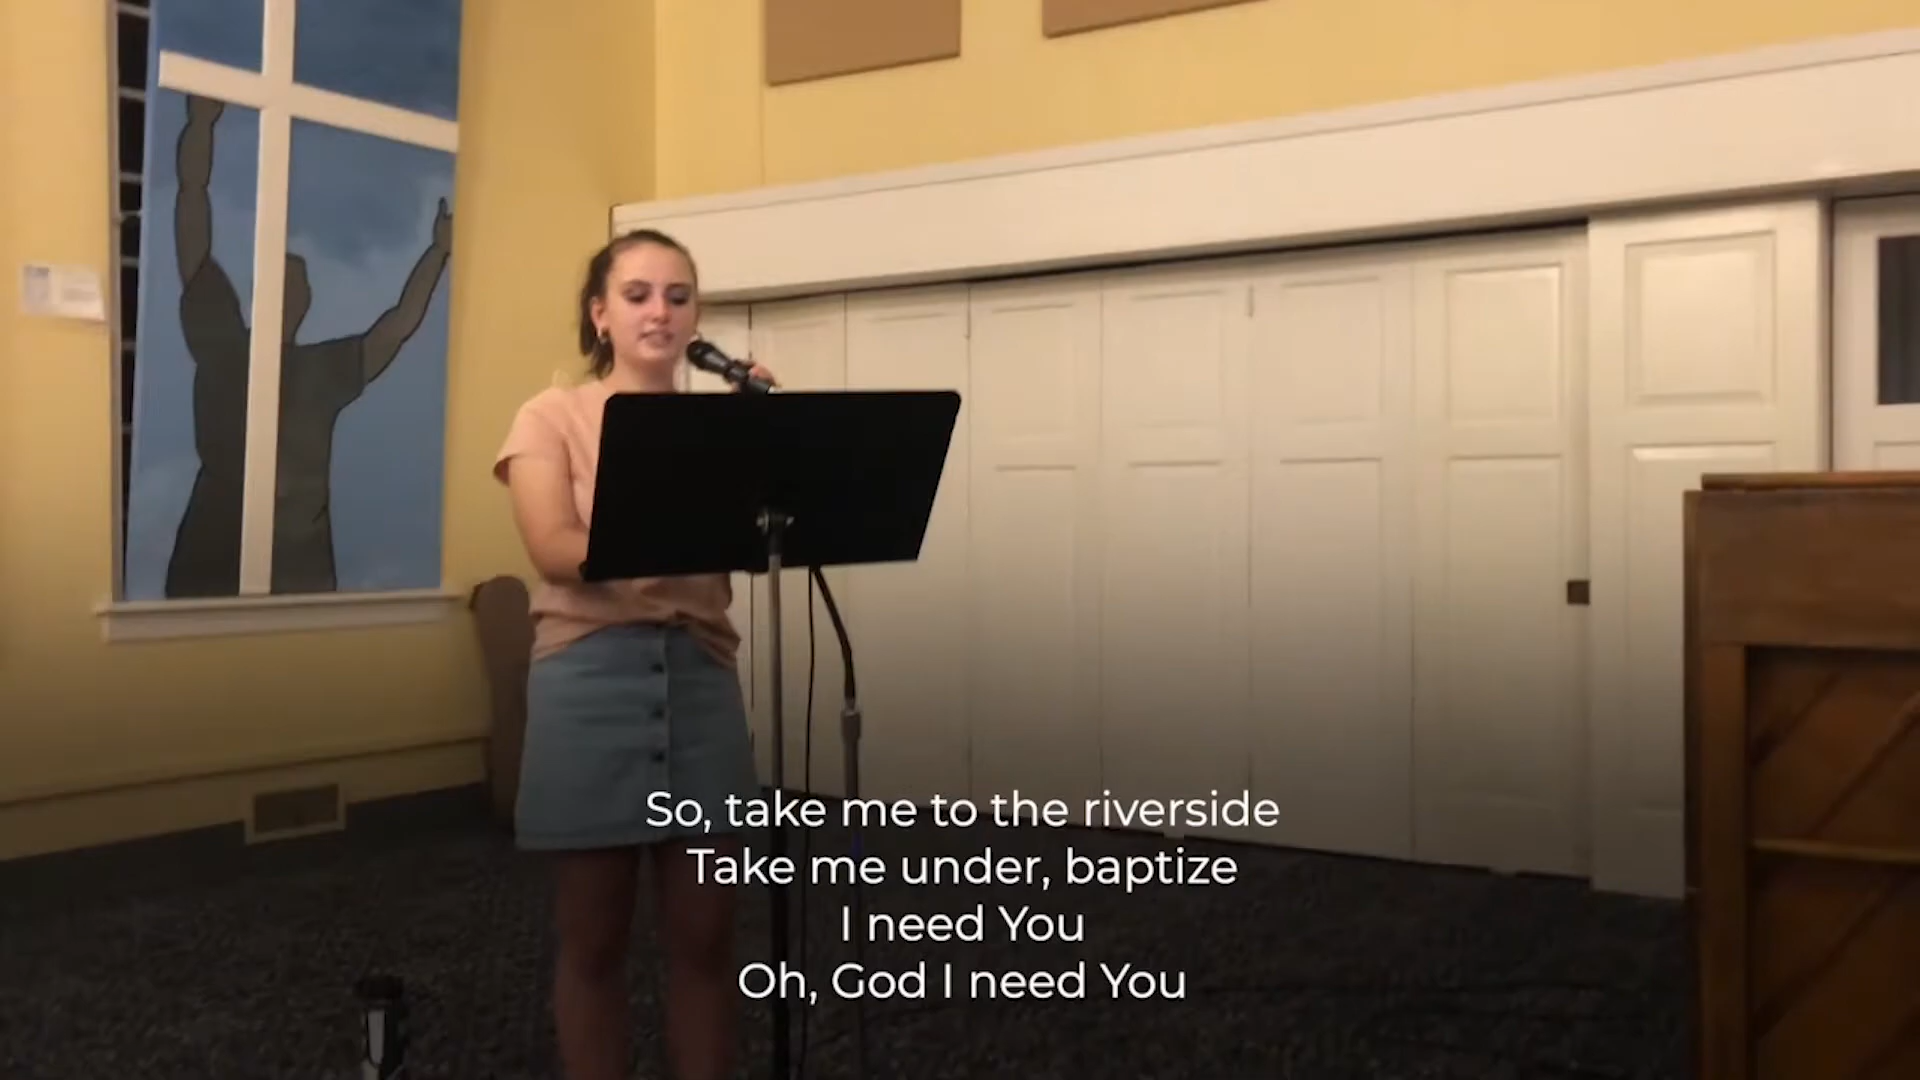 So, take me to the riverside
Take me under, baptize
I need You
Oh, God I need You